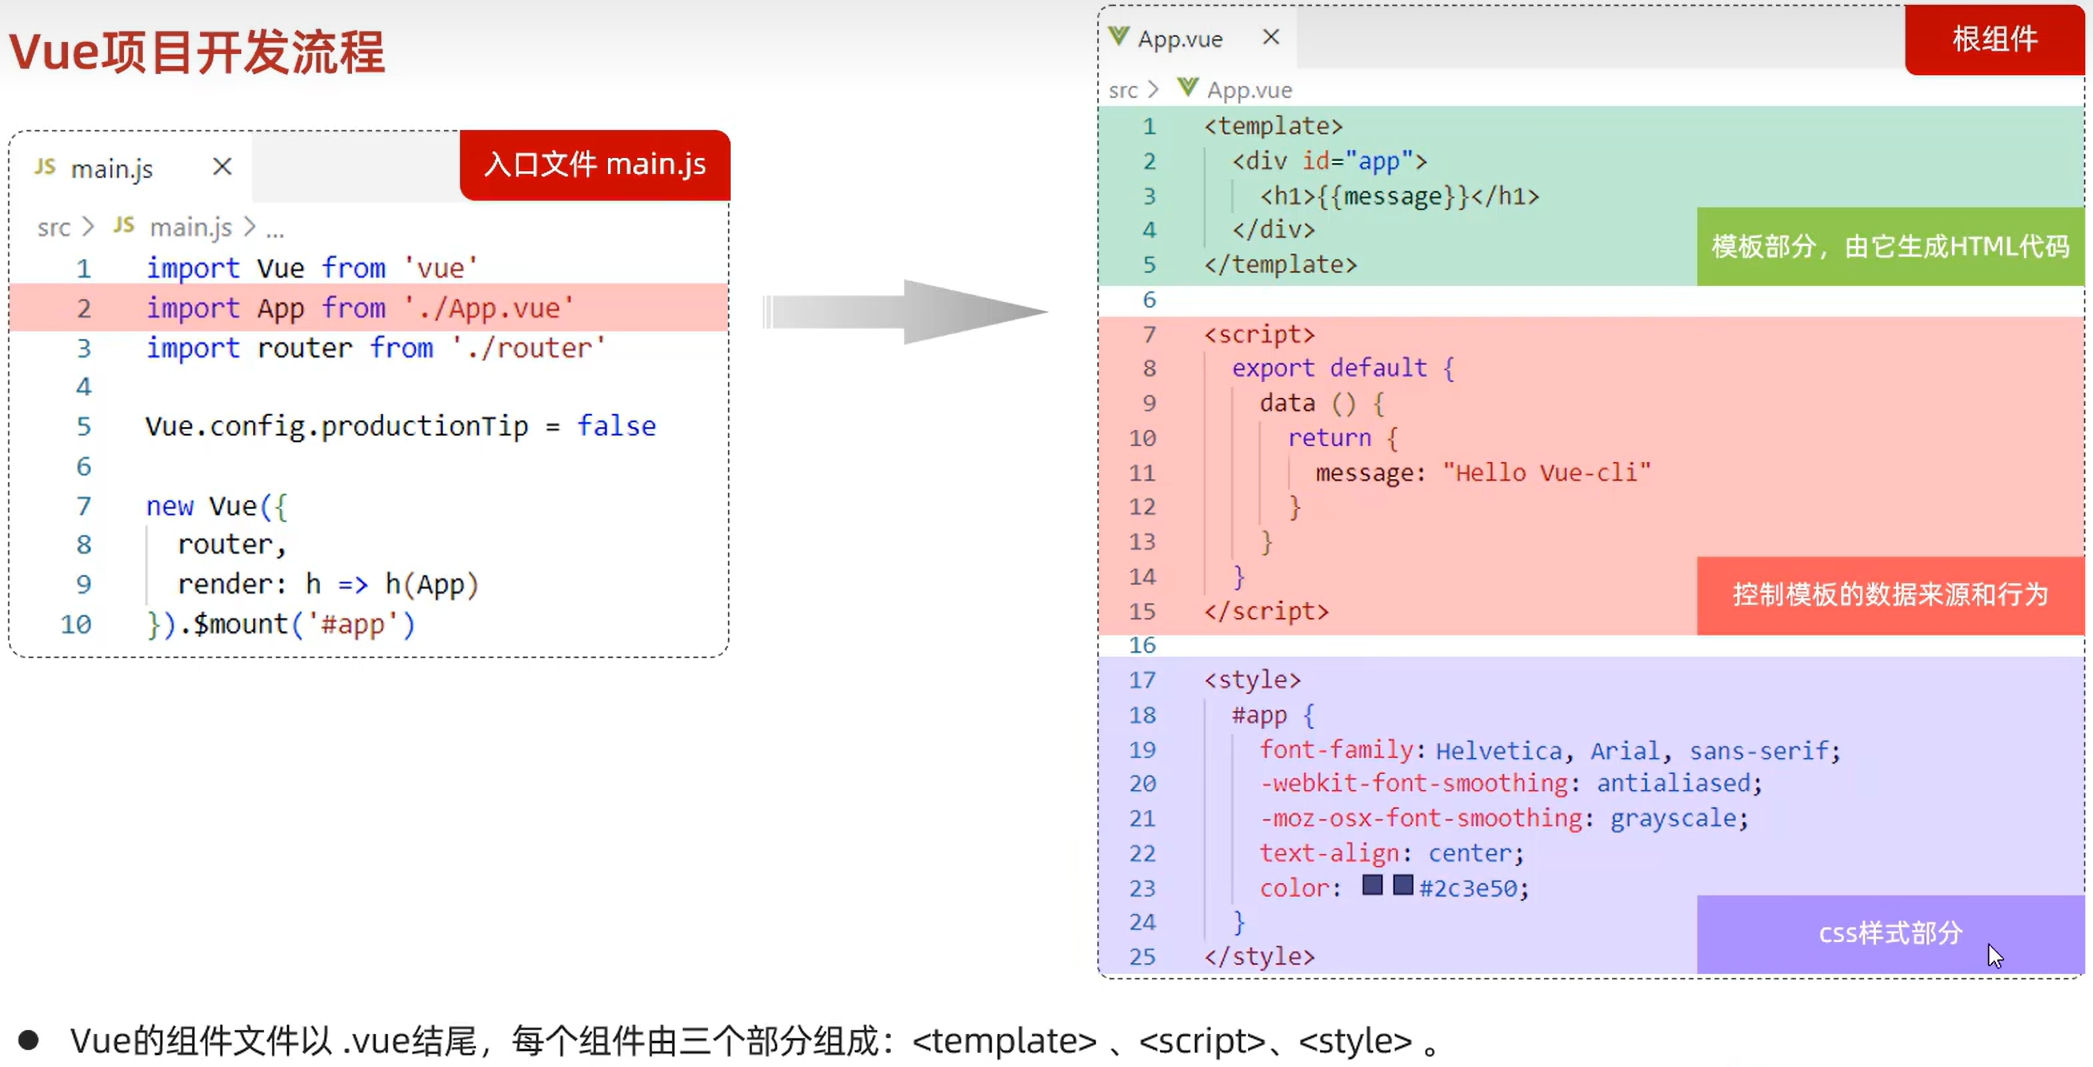 Vue项目开发流程
JS main.js ×
入口文件 main.js
src > JS main.js > ...
1 import Vue from 'vue'
2 import App from './App.vue'
3 import router from './router'
4
5 Vue.config.productionTip = false
6
7 new Vue({
8 router,
9 render: h => h(App)
10 }).$mount('#app')
App.vue ×
根组件
src > App.vue
1 <template>
2 <div id="app">
3 <h1>{{message}}</h1>
4 </div>
5 </template>
模板部分，由它生成HTML代码
6
7 <script>
8 export default {
9 data () {
10 return {
11 message: "Hello Vue-cli"
12 }
13 }
14 }
15 </script>
控制模板的数据来源和行为
16
17 <style>
18 #app {
19 font-family: Helvetica, Arial, sans-serif;
20 -webkit-font-smoothing: antialiased;
21 -moz-osx-font-smoothing: grayscale;
22 text-align: center;
23 color: #2c3e50;
24 }
25 </style>
css样式部分
● Vue的组件文件以 .vue结尾，每个组件由三个部分组成：<template> 、<script>、<style> 。